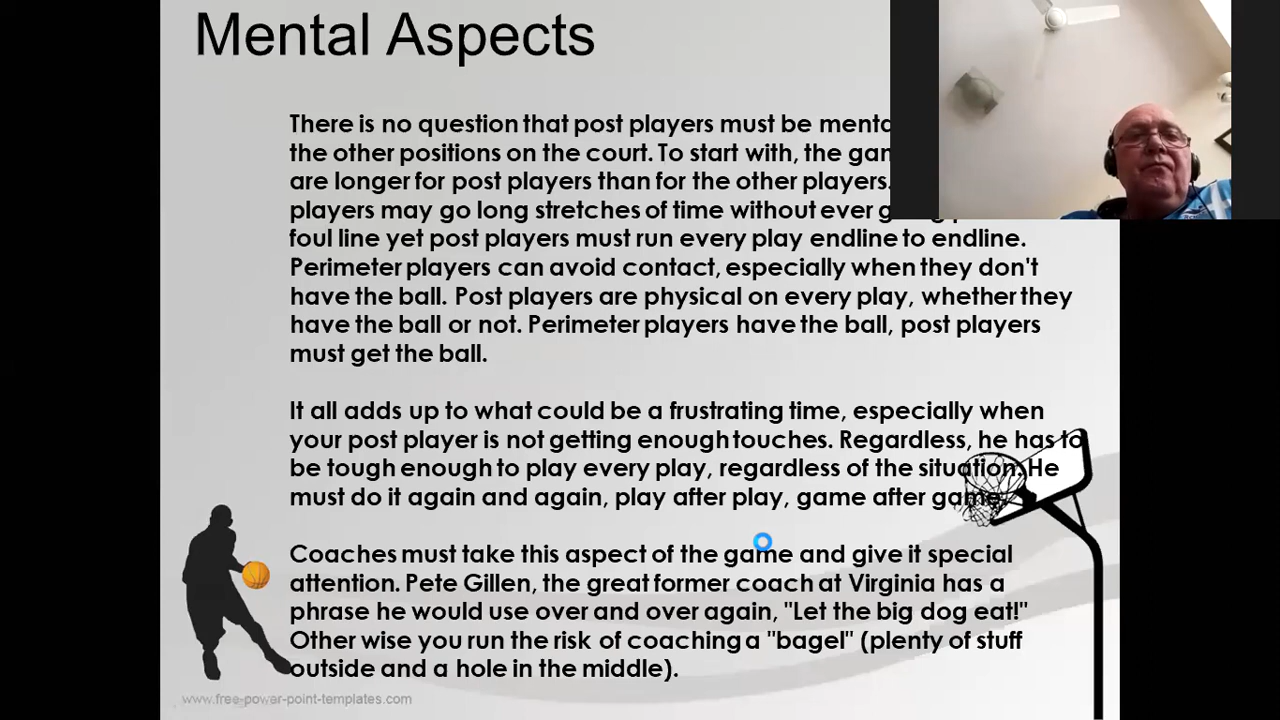 Mental Aspects
There is no question that post players must be
the other positions on the court. To start with, the
are longer for post players than for the other players.
players may go long stretches of time without ever
foul line yet post players must run every play endline to endline.
Perimeter players can avoid contact, especially when they don't
have the ball. Post players are physical on every play, whether they
have the ball or not. Perimeter players have the ball, post players
must get the ball.
It all adds up to what could be a frustrating time, especially when
your post player is not getting enough touches. Regardless, he has to
be tough enough to play every play, regardless of the situation. He
must do it again and again, play after play, game after game.
Coaches must take this aspect of the game and give it special
attention. Pete Gillen, the great former coach at Virginia has a
phrase he would use over and over again, "Let the big dog eat!"
Other wise you run the risk of coaching a "bagel" (plenty of stuff
outside and a hole in the middle).
www.free-power-point-templates.com